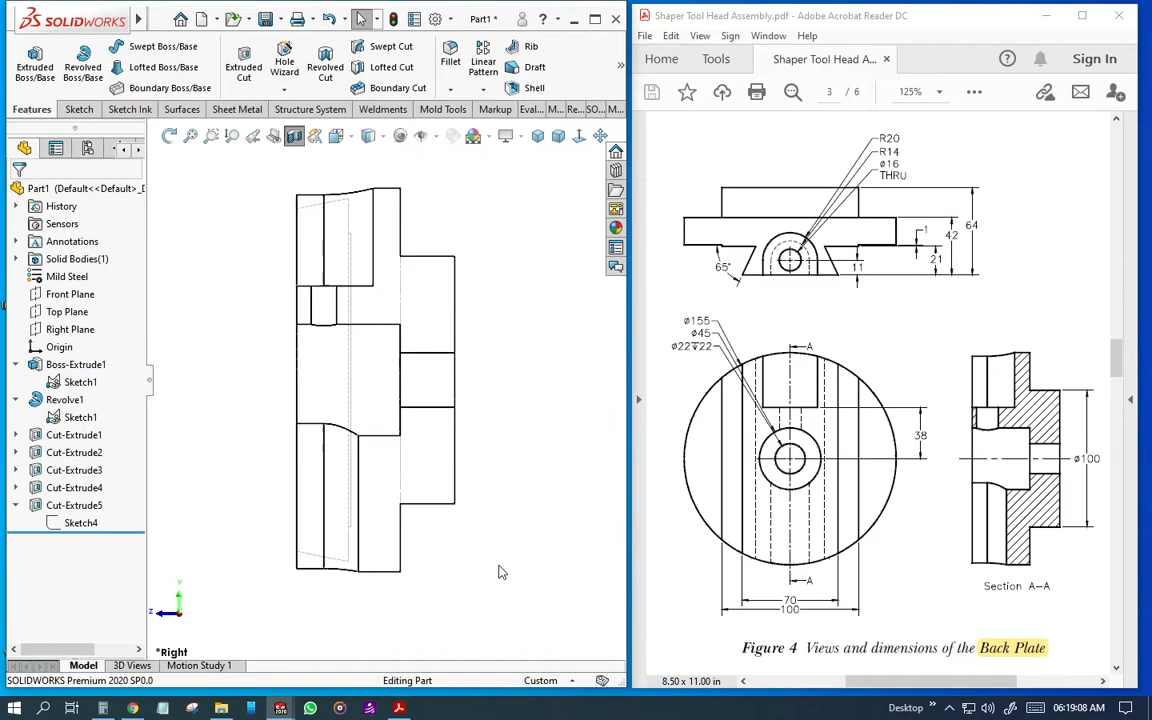 SOLIDWORKS
Part1 *
Extruded Boss/Base
Revolved Boss/Base
Swept Boss/Base
Lofted Boss/Base
Boundary Boss/Base
Extruded Cut
Hole Wizard
Revolved Cut
Swept Cut
Lofted Cut
Boundary Cut
Fillet
Linear Pattern
Rib
Draft
Shell
Features
Sketch
Sketch Ink
Surfaces
Sheet Metal
Structure System
Weldments
Mold Tools
Markup
Eval...
M...
Re...
SO...
M...
Part1 (Default<<Default>_D
History
Sensors
Annotations
Solid Bodies(1)
Mild Steel
Front Plane
Top Plane
Right Plane
Origin
Boss-Extrude1
Sketch1
Revolve1
Sketch1
Cut-Extrude1
Cut-Extrude2
Cut-Extrude3
Cut-Extrude4
Cut-Extrude5
Sketch4
Y
Z
*Right
Model
3D Views
Motion Study 1
SOLIDWORKS Premium 2020 SP0.0
Editing Part
Custom
Shaper Tool Head Assembly.pdf - Adobe Acrobat Reader DC
File Edit View Sign Window Help
Home
Tools
Shaper Tool Head A...
Sign In
3 / 6
125%
R20
R14
ø16
THRU
1
42
64
65°
11
21
ø155
ø45
ø22↧22
A
38
A
70
100
ø100
Section A-A
Figure 4 Views and dimensions of the Back Plate
8.50 x 11.00 in
Desktop
06:19:08 AM